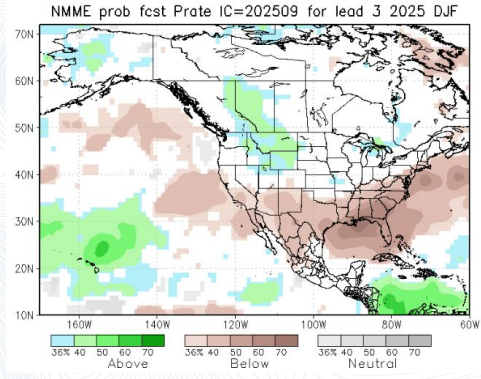 NMME prob fcst Prate IC=202509 for lead 3 2025 DJF
70N
60N
50N
40N
30N
20N
10N
160W 140W 120W 100W 80W 60W
36% 40 50 60 70 36% 40 50 60 70 36% 40 50 60 70
Above Below Neutral